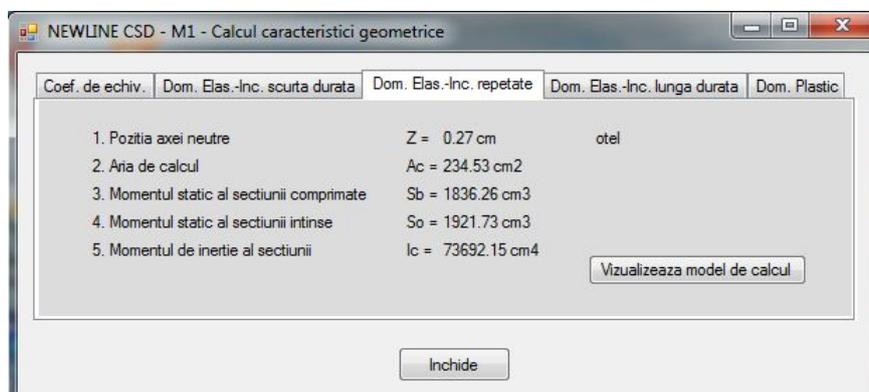 NEWLINE CSD - M1 - Calcul caracteristici geometrice
Coef. de echiv. Dom. Elas.-Inc. scurta durata Dom. Elas.-Inc. repetate Dom. Elas.-Inc. lunga durata Dom. Plastic
1. Pozitia axei neutre Z = 0.27 cm otel
2. Aria de calcul Ac = 234.53 cm2
3. Momentul static al sectiunii comprimate Sb = 1836.26 cm3
4. Momentul static al sectiunii intinse So = 1921.73 cm3
5. Momentul de inertie al sectiunii Ic = 73692.15 cm4
Vizualizeaza model de calcul
Inchide